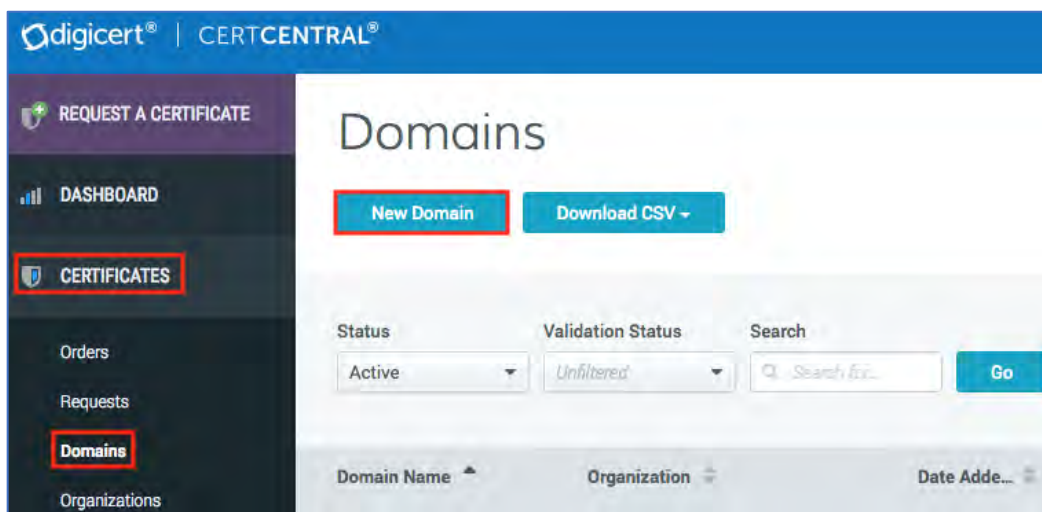 digicert® | CERTCENTRAL®
REQUEST A CERTIFICATE
DASHBOARD
CERTIFICATES
Orders
Requests
Domains
Organizations
Domains
New Domain
Download CSV
Status
Validation Status
Search
Active
Unfiltered
Search for...
Go
Domain Name
Organization
Date Adde...